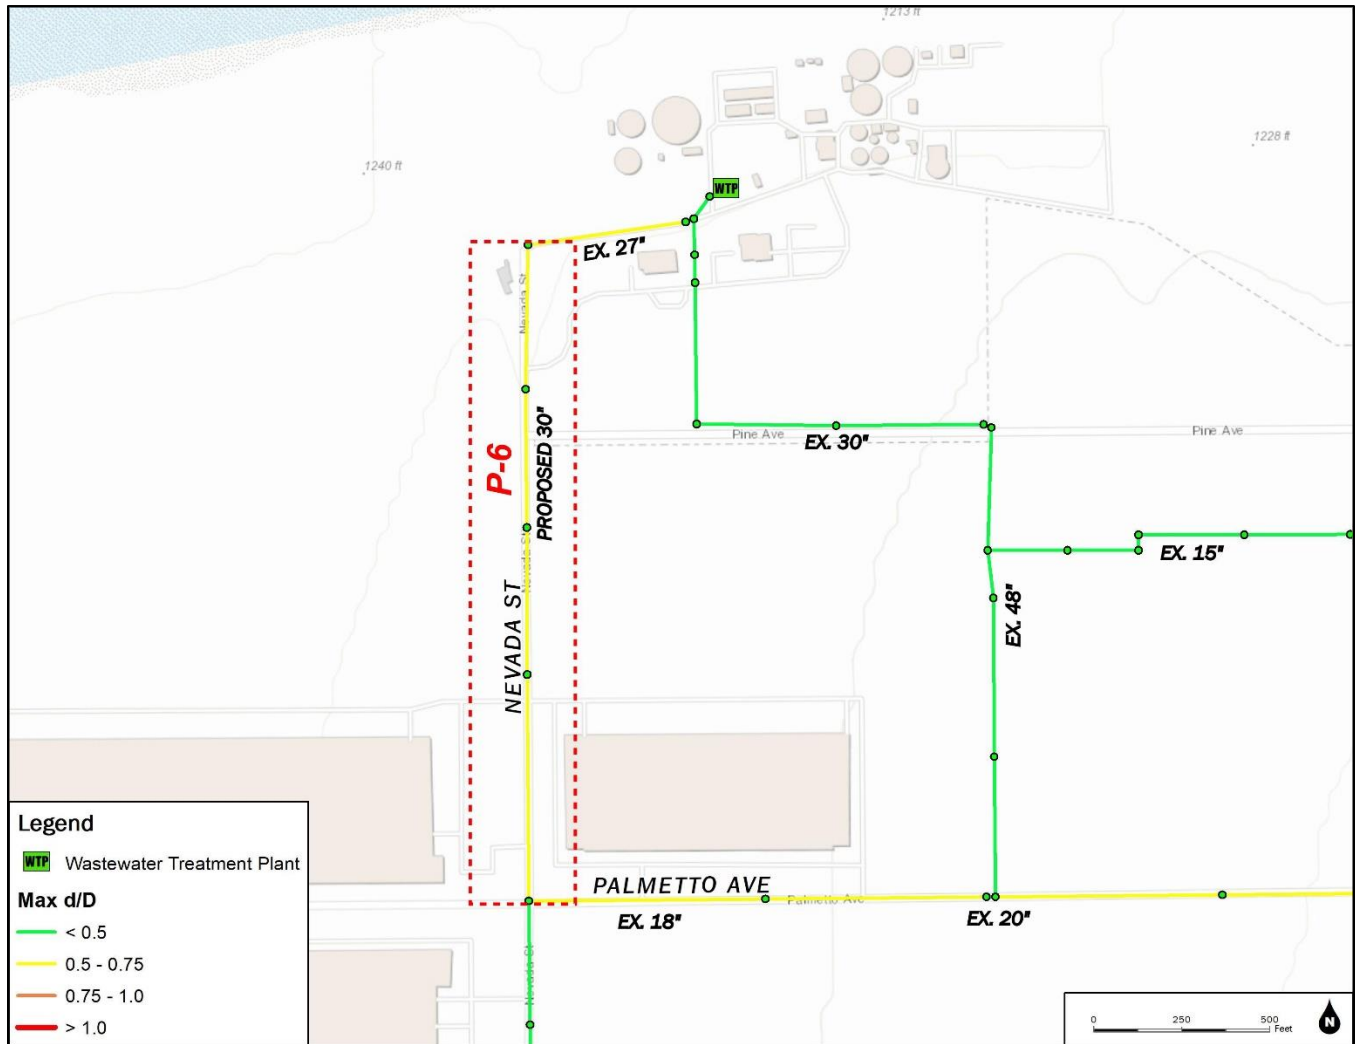 1213 ft
1240 ft
1228 ft
WTP
EX. 27"
Nevada St
P-6
PROPOSED 30"
Pine Ave
EX. 30"
Pine Ave
Nevada St
EX. 15"
NEVADA ST
EX. 48"
PALMETTO AVE
Palmetto Ave
EX. 18"
EX. 20"
Nevada St
Legend
WTP Wastewater Treatment Plant
Max d/D
< 0.5
0.5 - 0.75
0.75 - 1.0
> 1.0
0 250 500
Feet
N